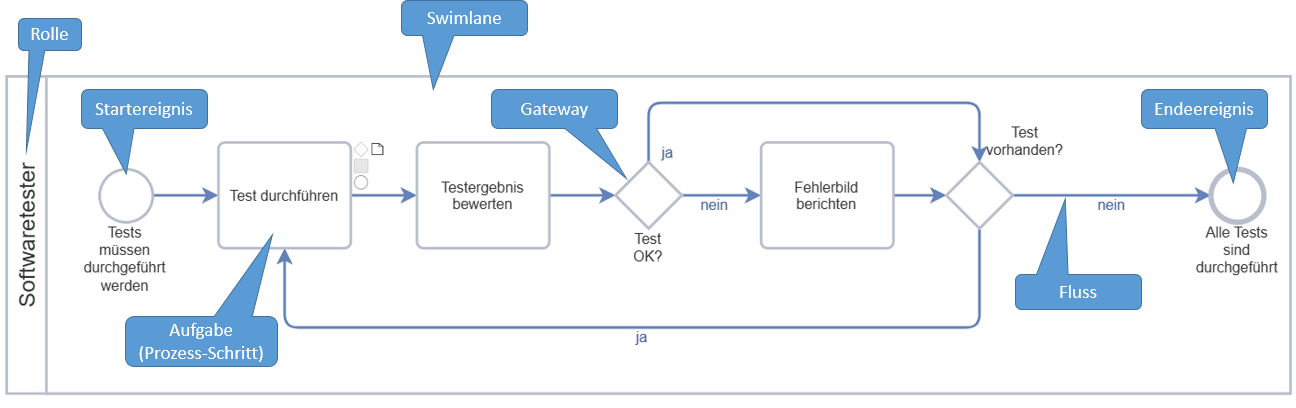 Swimlane
Rolle
Startereignis
Gateway
Endeereignis
Softwaretester
Tests
müssen
durchgeführt
werden
Test durchführen
Aufgabe
(Prozess-Schritt)
Testergebnis
bewerten
Test
OK?
ja
nein
Fehlerbild
berichten
Test
vorhanden?
nein
ja
Fluss
Alle Tests
sind
durchgeführt